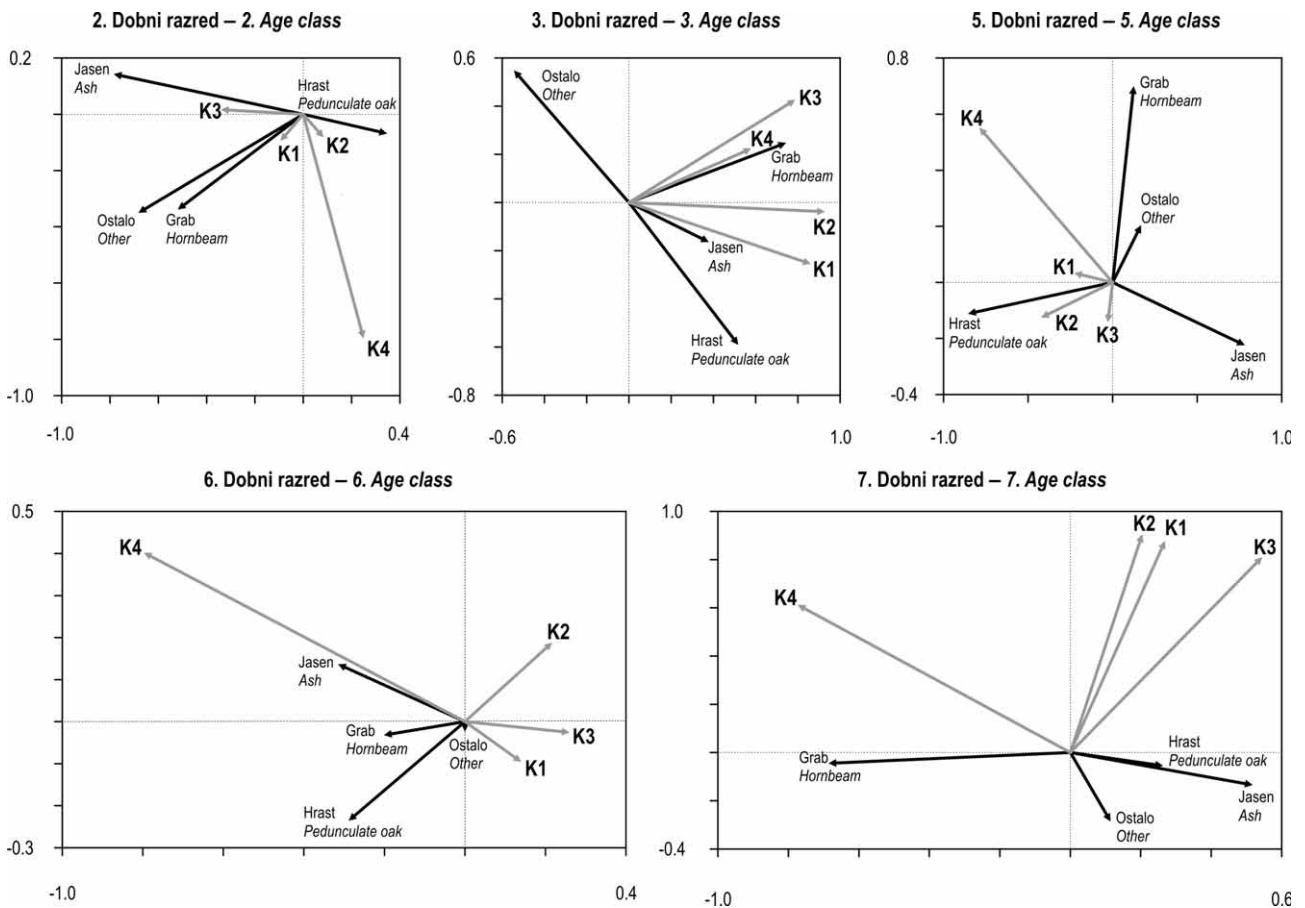 2. Dobni razred – 2. Age class
0.2
Jasen
Ash
Hrast
Pedunculate oak
K3
K1
K2
Ostalo
Other
Grab
Hornbeam
K4
-1.0
-1.0
0.4
3. Dobni razred – 3. Age class
0.6
Ostalo
Other
K3
K4
Grab
Hornbeam
K2
Jasen
Ash
K1
Hrast
Pedunculate oak
-0.8
-0.6
1.0
5. Dobni razred – 5. Age class
0.8
Grab
Hornbeam
K4
Ostalo
Other
K1
Hrast
Pedunculate oak
K2
K3
Jasen
Ash
-0.4
-1.0
1.0
6. Dobni razred – 6. Age class
0.5
K4
K2
Jasen
Ash
Grab
Hornbeam
Ostalo
Other
K3
K1
Hrast
Pedunculate oak
-0.3
-1.0
0.4
7. Dobni razred – 7. Age class
1.0
K2
K1
K3
K4
Grab
Hornbeam
Hrast
Pedunculate oak
Jasen
Ash
Ostalo
Other
-0.4
-1.0
0.6